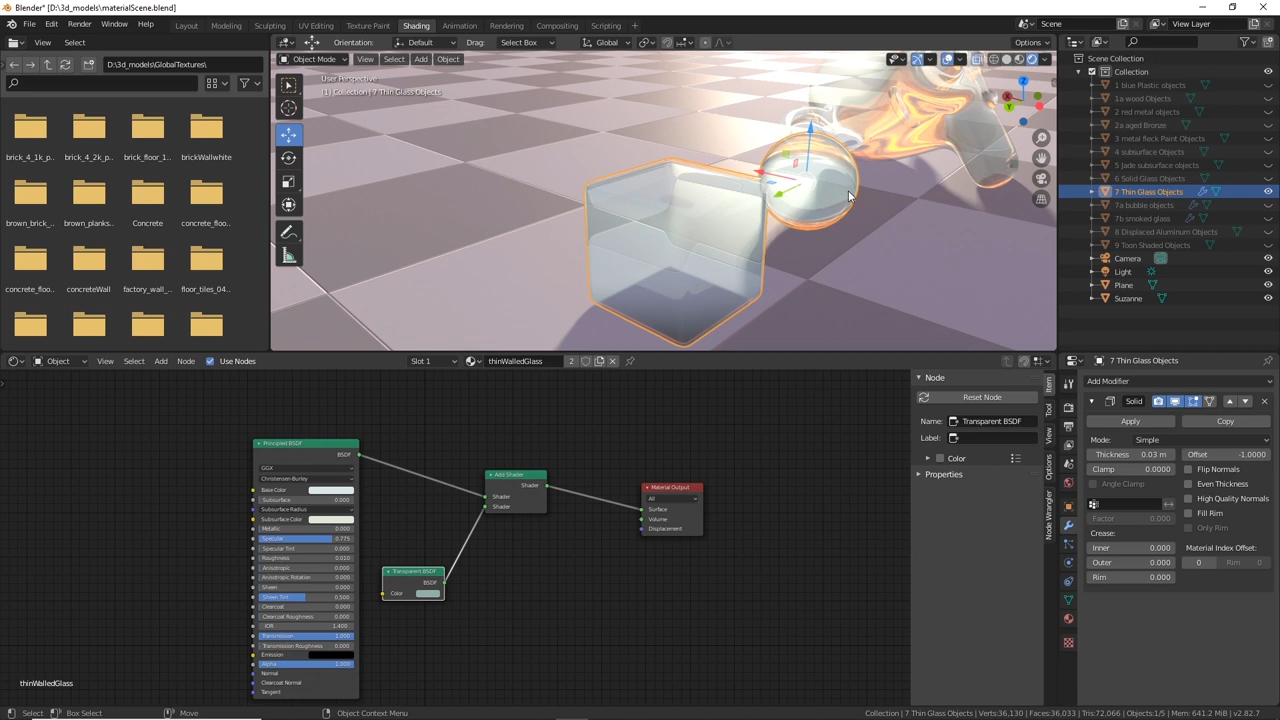 Blender* [D:\3d_models\materialScene.blend]
File Edit Render Window Help
Layout Modeling Sculpting UV Editing Texture Paint Shading Animation Rendering Compositing Scripting +
Scene View Layer
View Select
Orientation: Default Drag: Select Box Global Options
D:\3d_models\GlobalTextures\
Object Mode View Select Add Object
User Perspective
(1) Collection | 7 Thin Glass Objects
brick_4_1k_p... brick_4_2k_p... brick_floor_1... brickWallwhite
brown_brick_... brown_planks... Concrete concrete_floo...
concrete_floo... concreteWall factory_wall_... floor_tiles_04...
Z
X
Y
Scene Collection
Collection
1 blue Plastic objects
1a wood Objects
2 red metal objects
2a aged Bronze
3 metal fleck Paint Objects
4 subsurface Objects
5 Jade subsurface objects
6 Solid Glass Objects
7 Thin Glass Objects
7a bubble objects
7b smoked glass
8 Displaced Aluminum Objects
9 Toon Shaded Objects
Camera
Light
Plane
Suzanne
Object View Select Add Node Use Nodes Slot 1 thinWalledGlass 2
Principled BSDF
BSDF
GGX
Christensen-Burley
Base Color
Subsurface 0.000
Subsurface Radius
Subsurface Color
Metallic 0.000
Specular 0.775
Specular Tint 0.000
Roughness 0.010
Anisotropic 0.000
Anisotropic Rotation 0.000
Sheen 0.000
Sheen Tint 0.500
Clearcoat 0.000
Clearcoat Roughness 0.000
IOR 1.400
Transmission 1.000
Transmission Roughness 0.000
Emission
Alpha 1.000
Normal
Clearcoat Normal
Tangent
Transparent BSDF
BSDF
Color
Add Shader
Shader
Shader
Shader
Material Output
All
Surface
Volume
Displacement
thinWalledGlass
Node
Reset Node
Name: Transparent BSDF
Label:
Color
Properties
Item
Tool
View
Options
Node Wrangler
7 Thin Glass Objects
Add Modifier
Solid
Apply Copy
Mode: Simple
Thickness 0.03 m Offset -1.0000
Clamp 0.0000 Flip Normals
Angle Clamp Even Thickness
High Quality Normals
Factor 0.0000 Fill Rim
Only Rim
Crease:
Inner 0.000 Material Index Offset:
Outer 0.000 0 Rim 0
Rim 0.000
Select Box Select Move Object Context Menu
Collection | 7 Thin Glass Objects | Verts:36,130 | Faces:36,033 | Tris:72,066 | Objects:1/5 | Mem: 641.2 MiB | v2.82.7